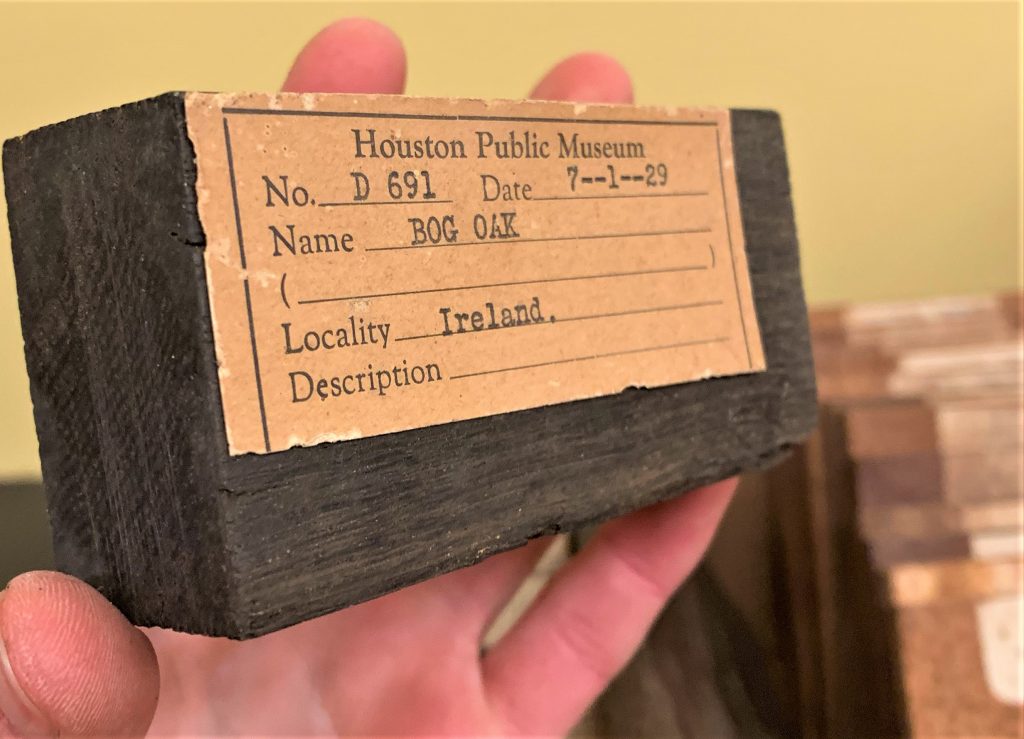 Houston Public Museum
No. D 691 Date 7--1--29
Name BOG OAK
( )
Locality Ireland.
Description